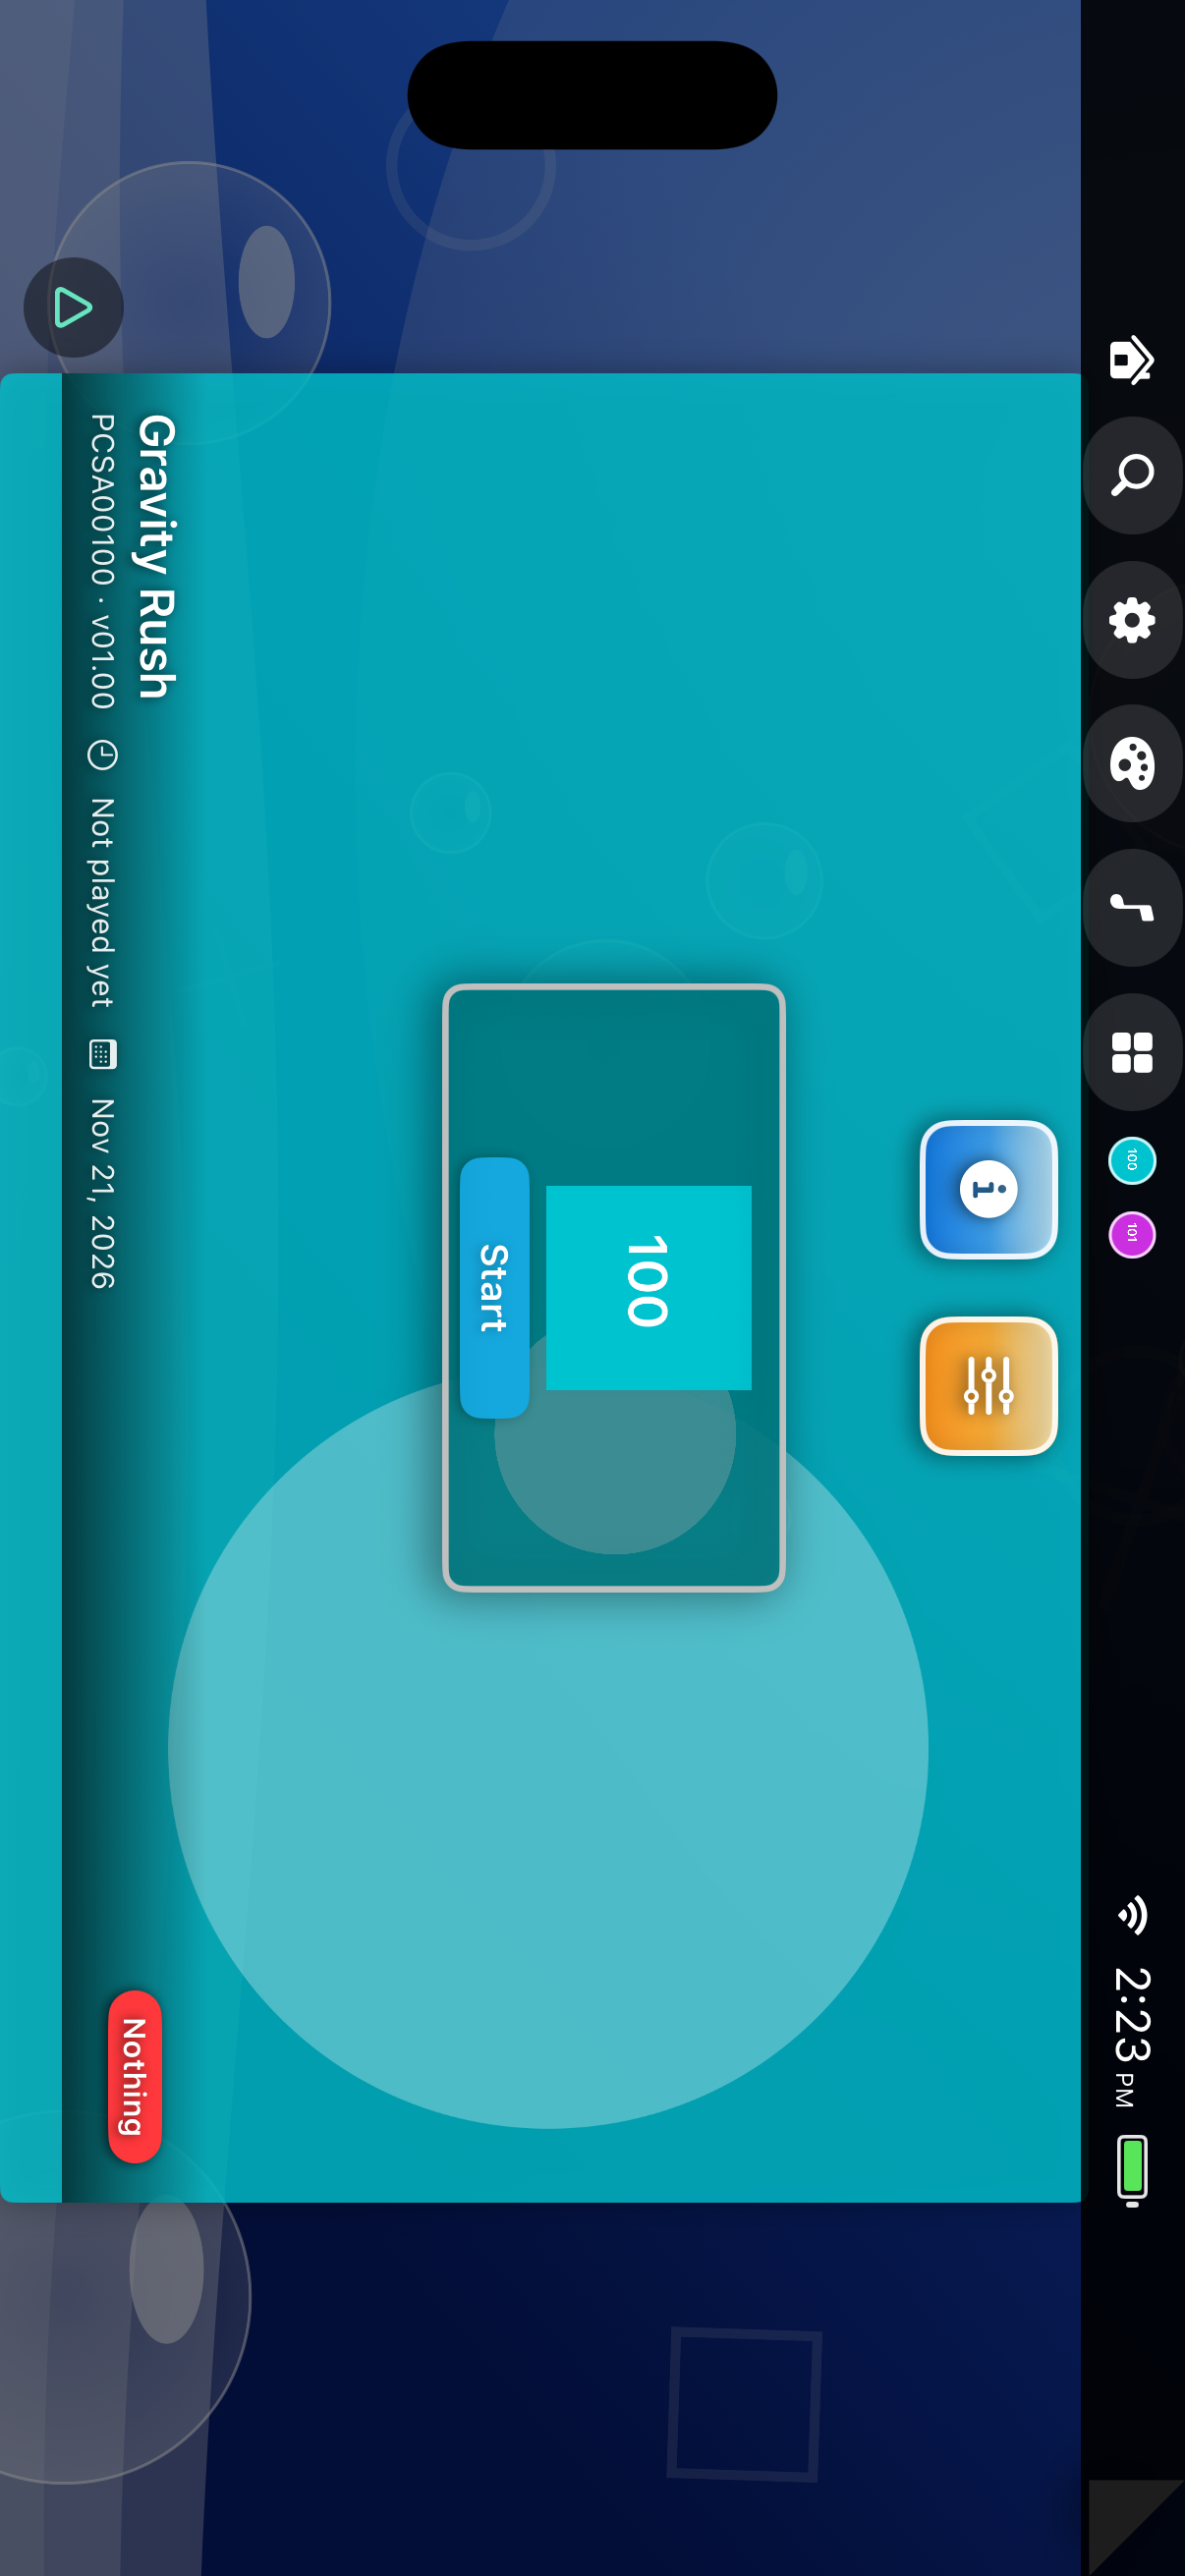 100
101
2:23 PM
100
Start
Gravity Rush
PCSA00100 · v01.00
Not played yet
Nov 21, 2026
Nothing